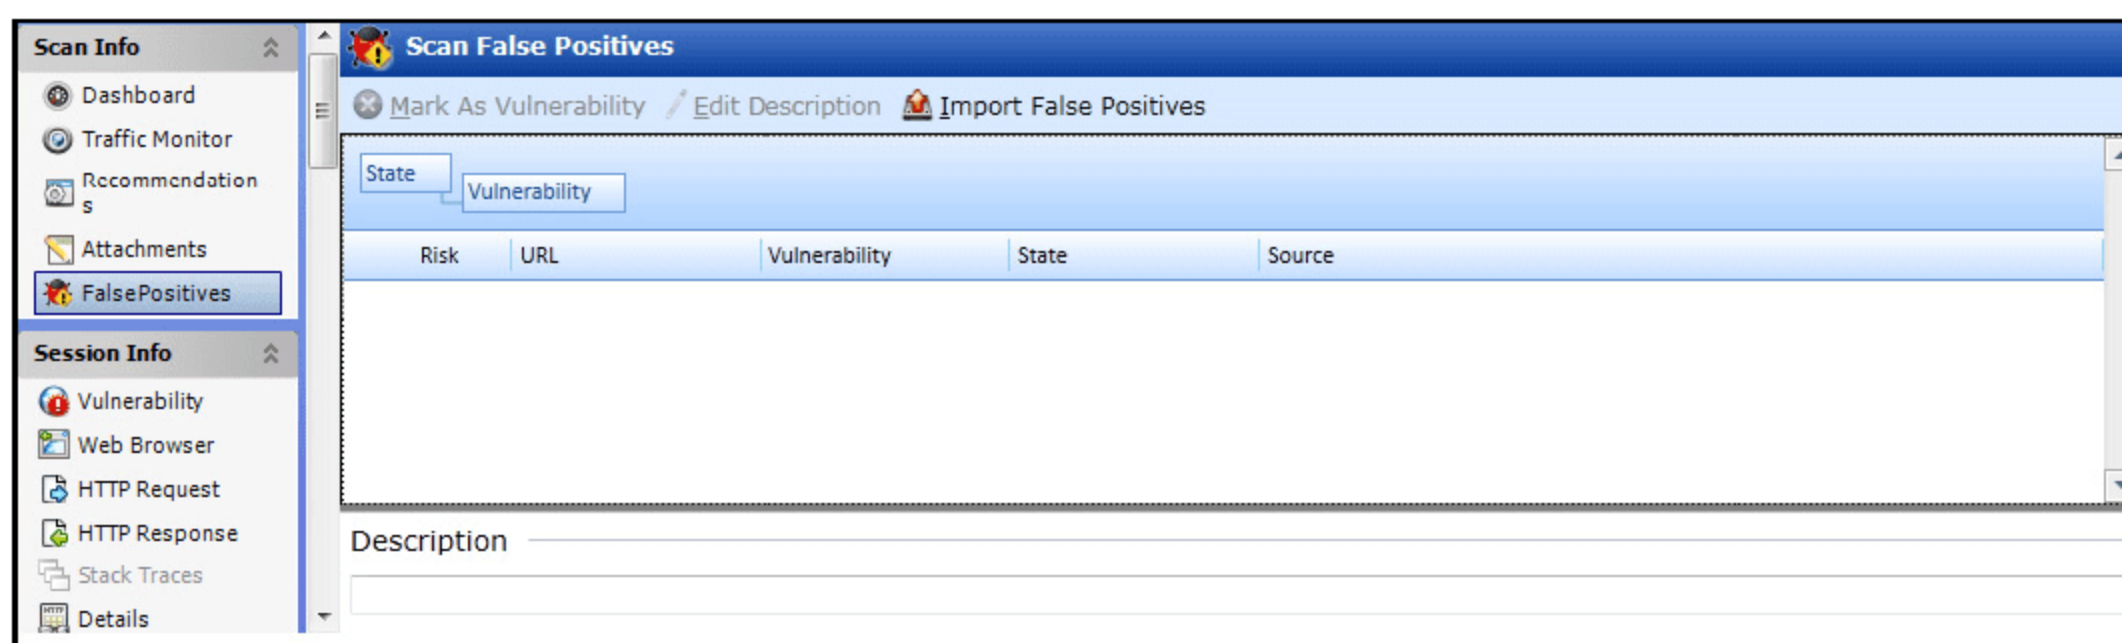 Scan Info
Dashboard
Traffic Monitor
Recommendation
s
Attachments
FalsePositives
Session Info
Vulnerability
Web Browser
HTTP Request
HTTP Response
Stack Traces
Details
Scan False Positives
Mark As Vulnerability Edit Description Import False Positives
State
Vulnerability
Risk URL Vulnerability State Source
Description